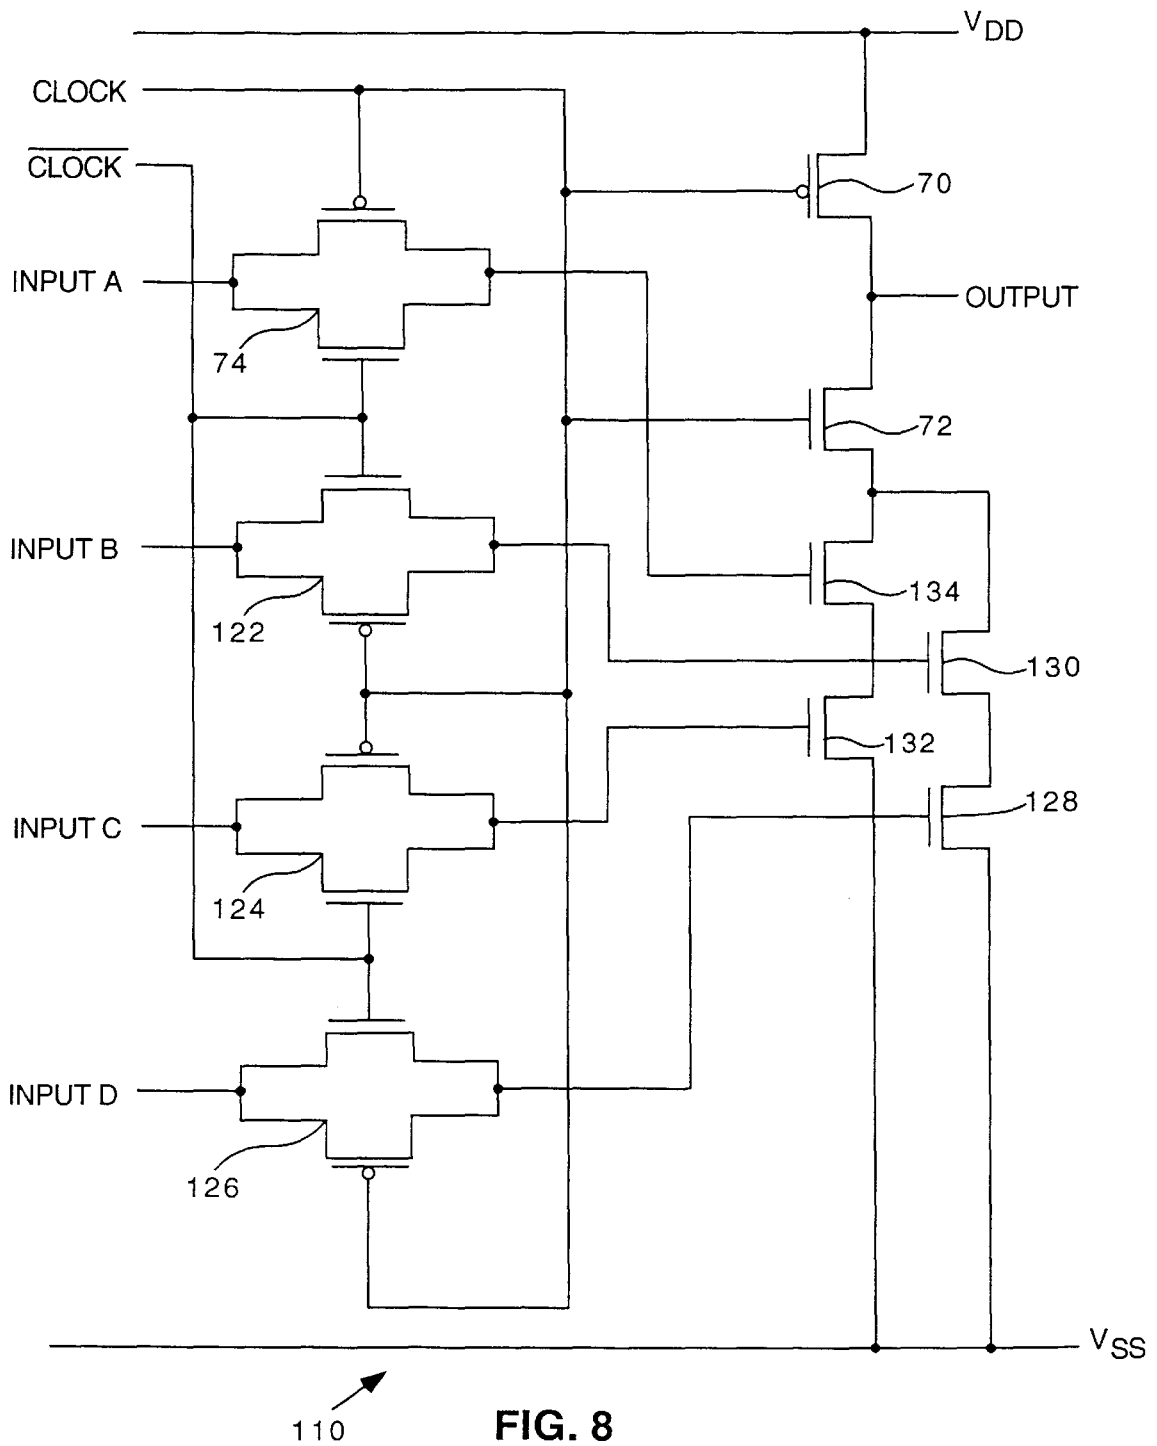 VDD
CLOCK
CLOCK
70
INPUT A
OUTPUT
74
72
INPUT B
134
122
130
132
128
INPUT C
124
INPUT D
126
VSS
110
FIG. 8